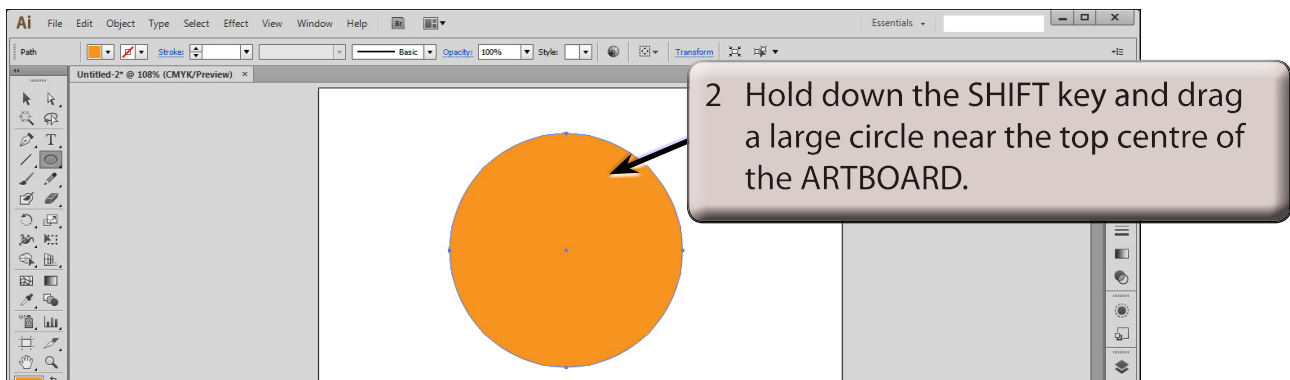 Ai File Edit Object Type Select Effect View Window Help Br Essentials
Path Stroke: Basic Opacity: 100% Style: Transform
Untitled-2* @ 108% (CMYK/Preview) ×
2 Hold down the SHIFT key and drag
a large circle near the top centre of
the ARTBOARD.